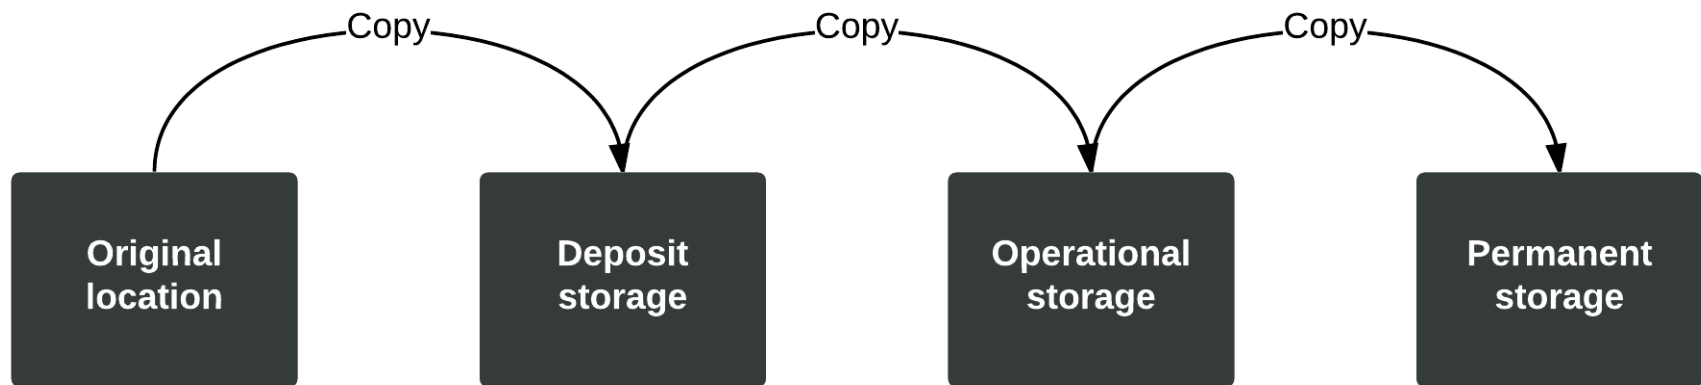 Copy
Copy
Copy
Original
location
Deposit
storage
Operational
storage
Permanent
storage